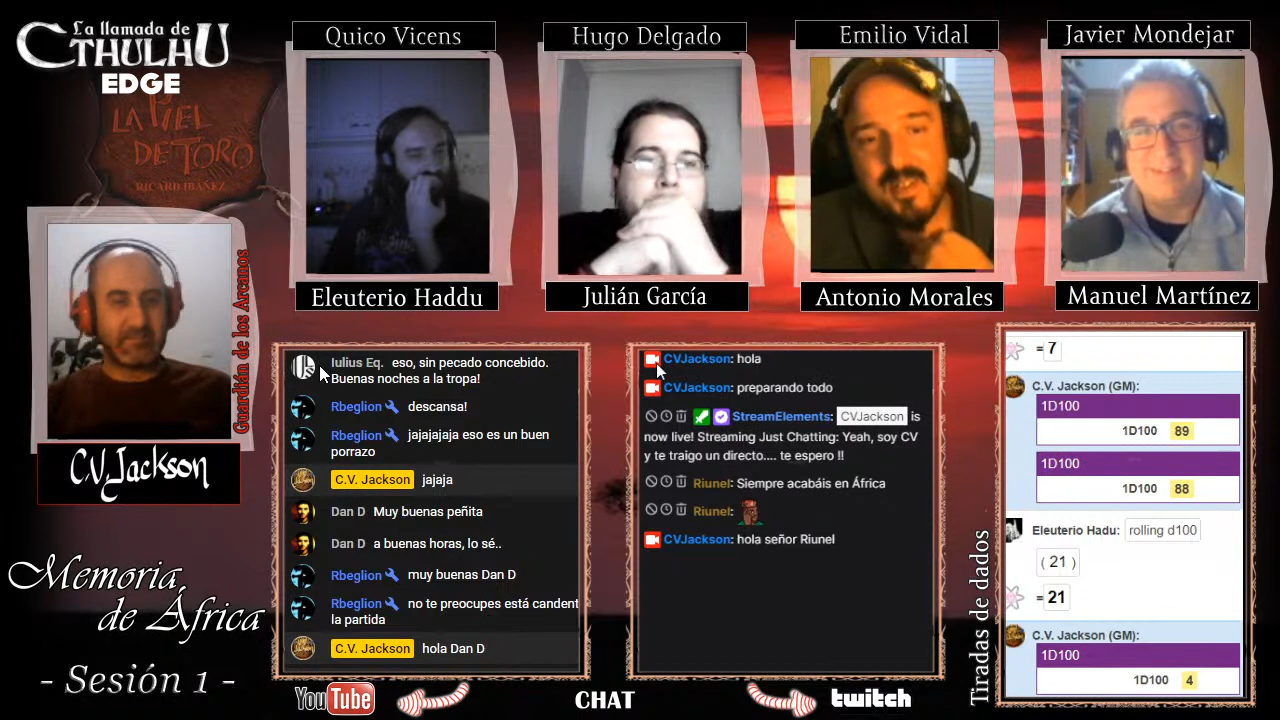 La llamada de
CTHULHU
EDGE
LA PIEL
DE TORO
RICARD IBÁÑEZ
Quico Vicens
Hugo Delgado
Emilio Vidal
Javier Mondejar
Eleuterio Haddu
Julián García
Antonio Morales
Manuel Martínez
Guardián de los Arcanos
C.V. Jackson
Memoria
de África
- Sesión 1 -
Iulius Eq. eso, sin pecado concebido.
Buenas noches a la tropa!
Rbeglion descansa!
Rbeglion jajajajaja eso es un buen
porrazo
C.V. Jackson jajaja
Dan D Muy buenas peñita
Dan D a buenas horas, lo sé..
Rbeglion muy buenas Dan D
Rbeglion no te preocupes está candent
la partida
C.V. Jackson hola Dan D
CVJackson: hola
CVJackson: preparando todo
StreamElements: CVJackson is
now live! Streaming Just Chatting: Yeah, soy CV
y te traigo un directo.... te espero !!
Riunel: Siempre acabáis en África
Riunel:
CVJackson: hola señor Riunel
=7
C.V. Jackson (GM):
1D100
1D100 89
1D100
1D100 88
Eleuterio Hadu: rolling d100
( 21 )
=21
C.V. Jackson (GM):
1D100
1D100 4
Tiradas de dados
YouTube
CHAT
twitch